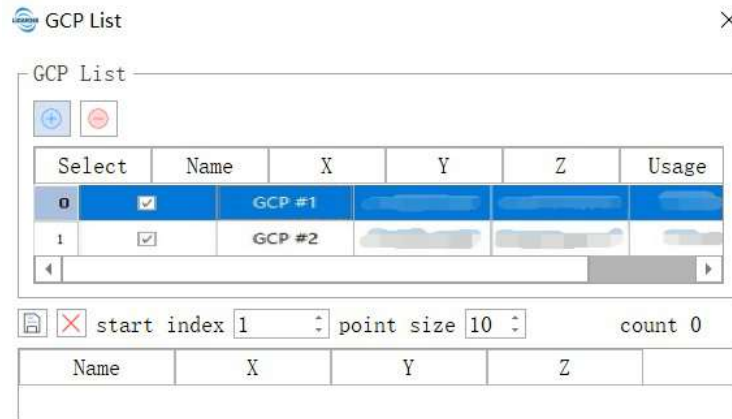 GCP List
GCP List
Select Name X Y Z Usage
0 GCP #1
1 GCP #2
start index 1 point size 10 count 0
Name X Y Z